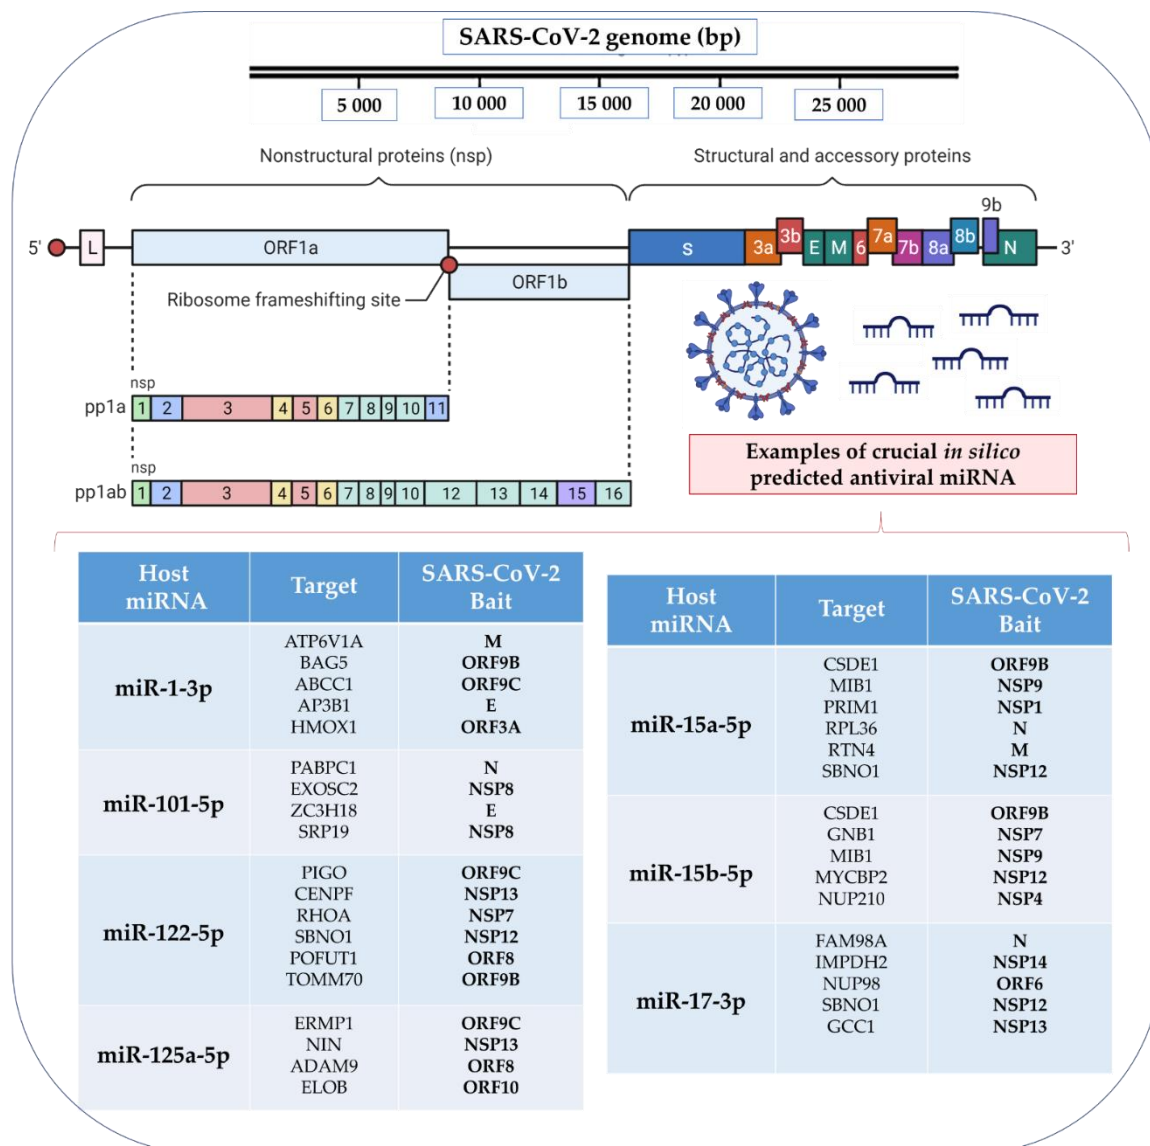 SARS-CoV-2 genome (bp)
5 000
10 000
15 000
20 000
25 000
Nonstructural proteins (nsp)
Structural and accessory proteins
9b
5'
L
ORF1a
S
3a
3b
E
M
6
7a
7b
8a
8b
N
3'
ORF1b
Ribosome frameshifting site
nsp
pp1a
1 2 3 4 5 6 7 8 9 10 11
nsp
pp1ab
1 2 3 4 5 6 7 8 9 10 12 13 14 15 16
Examples of crucial in silico
predicted antiviral miRNA
Host
miRNA
Target
SARS-CoV-2
Bait
miR-1-3p
ATP6V1A M
BAG5 ORF9B
ABCC1 ORF9C
AP3B1 E
HMOX1 ORF3A
miR-101-5p
PABPC1 N
EXOSC2 NSP8
ZC3H18 E
SRP19 NSP8
miR-122-5p
PIGO ORF9C
CENPF NSP13
RHOA NSP7
SBNO1 NSP12
POFUT1 ORF8
TOMM70 ORF9B
miR-125a-5p
ERMP1 ORF9C
NIN NSP13
ADAM9 ORF8
ELOB ORF10
Host
miRNA
Target
SARS-CoV-2
Bait
miR-15a-5p
CSDE1 ORF9B
MIB1 NSP9
PRIM1 NSP1
RPL36 N
RTN4 M
SBNO1 NSP12
miR-15b-5p
CSDE1 ORF9B
GNB1 NSP7
MIB1 NSP9
MYCBP2 NSP12
NUP210 NSP4
miR-17-3p
FAM98A N
IMPDH2 NSP14
NUP98 ORF6
SBNO1 NSP12
GCC1 NSP13